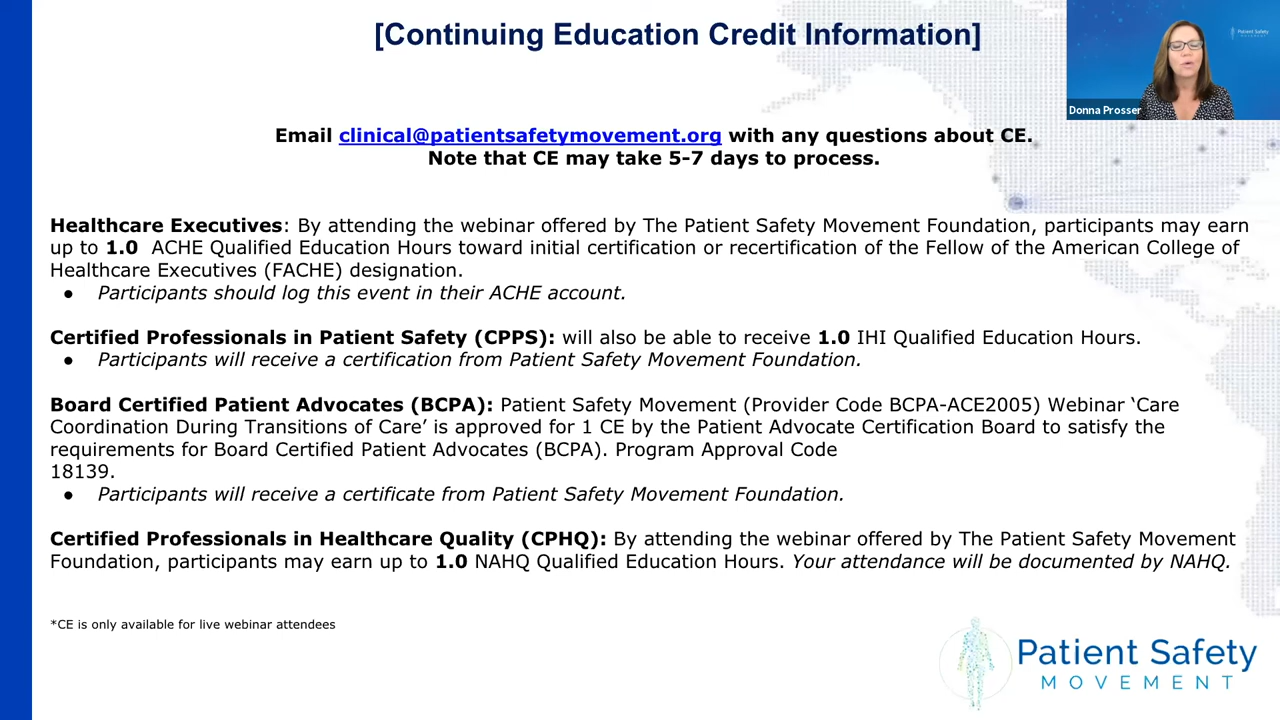 [Continuing Education Credit Information]
Patient Safety
MOVEMENT
Donna Prosser
Email clinical@patientsafetymovement.org with any questions about CE.
Note that CE may take 5-7 days to process.
Healthcare Executives: By attending the webinar offered by The Patient Safety Movement Foundation, participants may earn
up to 1.0 ACHE Qualified Education Hours toward initial certification or recertification of the Fellow of the American College of
Healthcare Executives (FACHE) designation.
● Participants should log this event in their ACHE account.
Certified Professionals in Patient Safety (CPPS): will also be able to receive 1.0 IHI Qualified Education Hours.
● Participants will receive a certification from Patient Safety Movement Foundation.
Board Certified Patient Advocates (BCPA): Patient Safety Movement (Provider Code BCPA-ACE2005) Webinar ‘Care
Coordination During Transitions of Care’ is approved for 1 CE by the Patient Advocate Certification Board to satisfy the
requirements for Board Certified Patient Advocates (BCPA). Program Approval Code
18139.
● Participants will receive a certificate from Patient Safety Movement Foundation.
Certified Professionals in Healthcare Quality (CPHQ): By attending the webinar offered by The Patient Safety Movement
Foundation, participants may earn up to 1.0 NAHQ Qualified Education Hours. Your attendance will be documented by NAHQ.
*CE is only available for live webinar attendees
Patient Safety
MOVEMENT